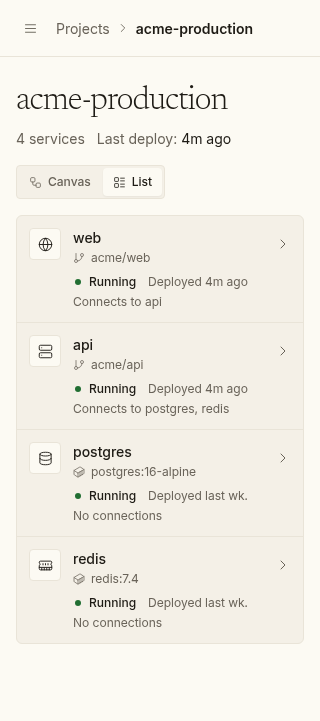 Projects acme-production
acme-production
4 services Last deploy: 4m ago
Canvas List
web
acme/web
Running Deployed 4m ago
Connects to api
api
acme/api
Running Deployed 4m ago
Connects to postgres, redis
postgres
postgres:16-alpine
Running Deployed last wk.
No connections
redis
redis:7.4
Running Deployed last wk.
No connections